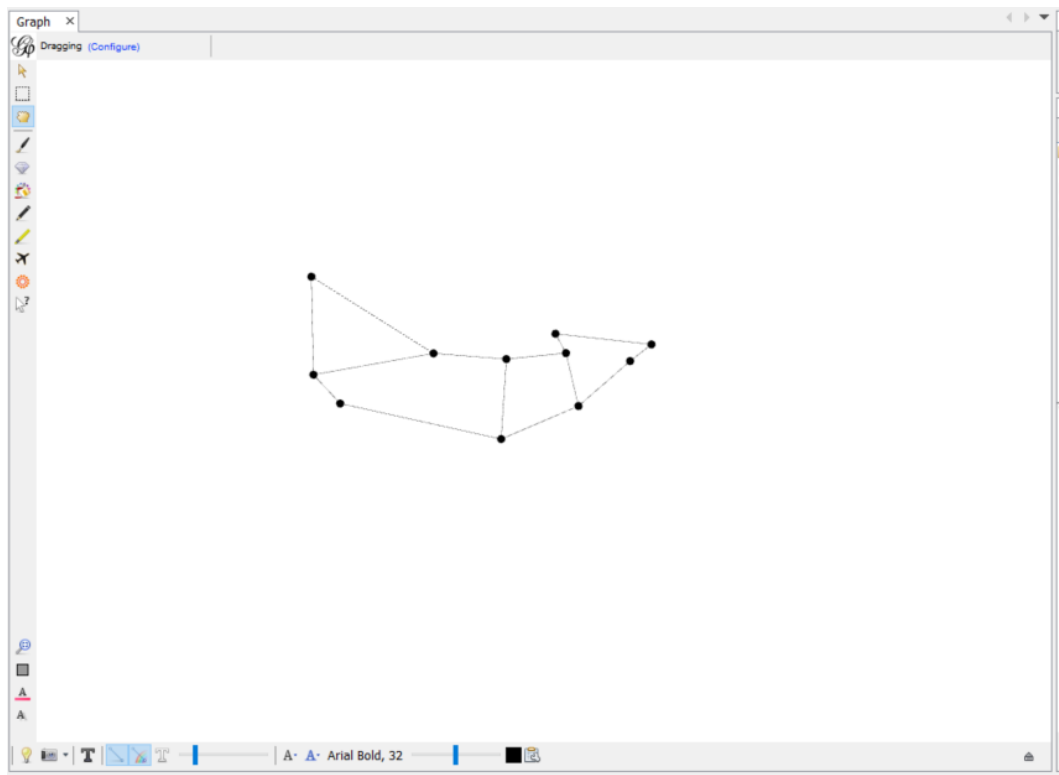 Graph ×
Dragging (Configure)
?
A
A
T T A- A- Arial Bold, 32